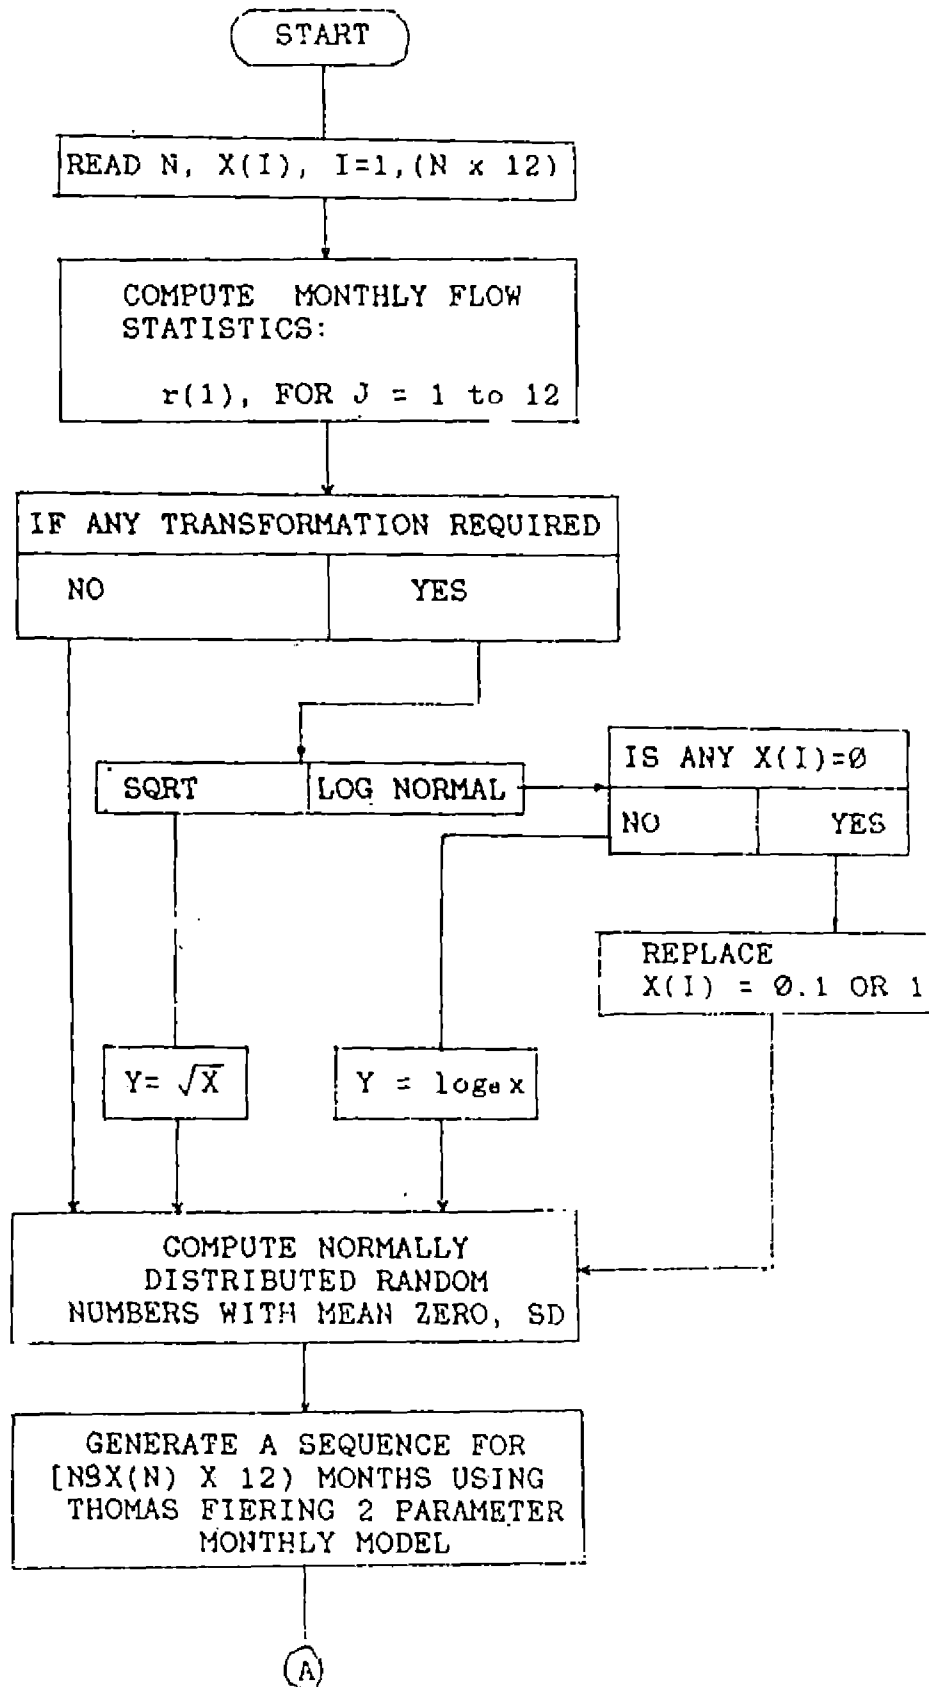 START
READ N, X(I), I=1,(N x 12)
COMPUTE MONTHLY FLOW
STATISTICS:
r(1), FOR J = 1 to 12
IF ANY TRANSFORMATION REQUIRED
NO YES
SQRT LOG NORMAL
IS ANY X(I)=Ø
NO YES
REPLACE
X(I) = Ø.1 OR 1
Y= √X
Y = logₑ x
COMPUTE NORMALLY
DISTRIBUTED RANDOM
NUMBERS WITH MEAN ZERO, SD
GENERATE A SEQUENCE FOR
[NSX(N) X 12) MONTHS USING
THOMAS FIERING 2 PARAMETER
MONTHLY MODEL
A